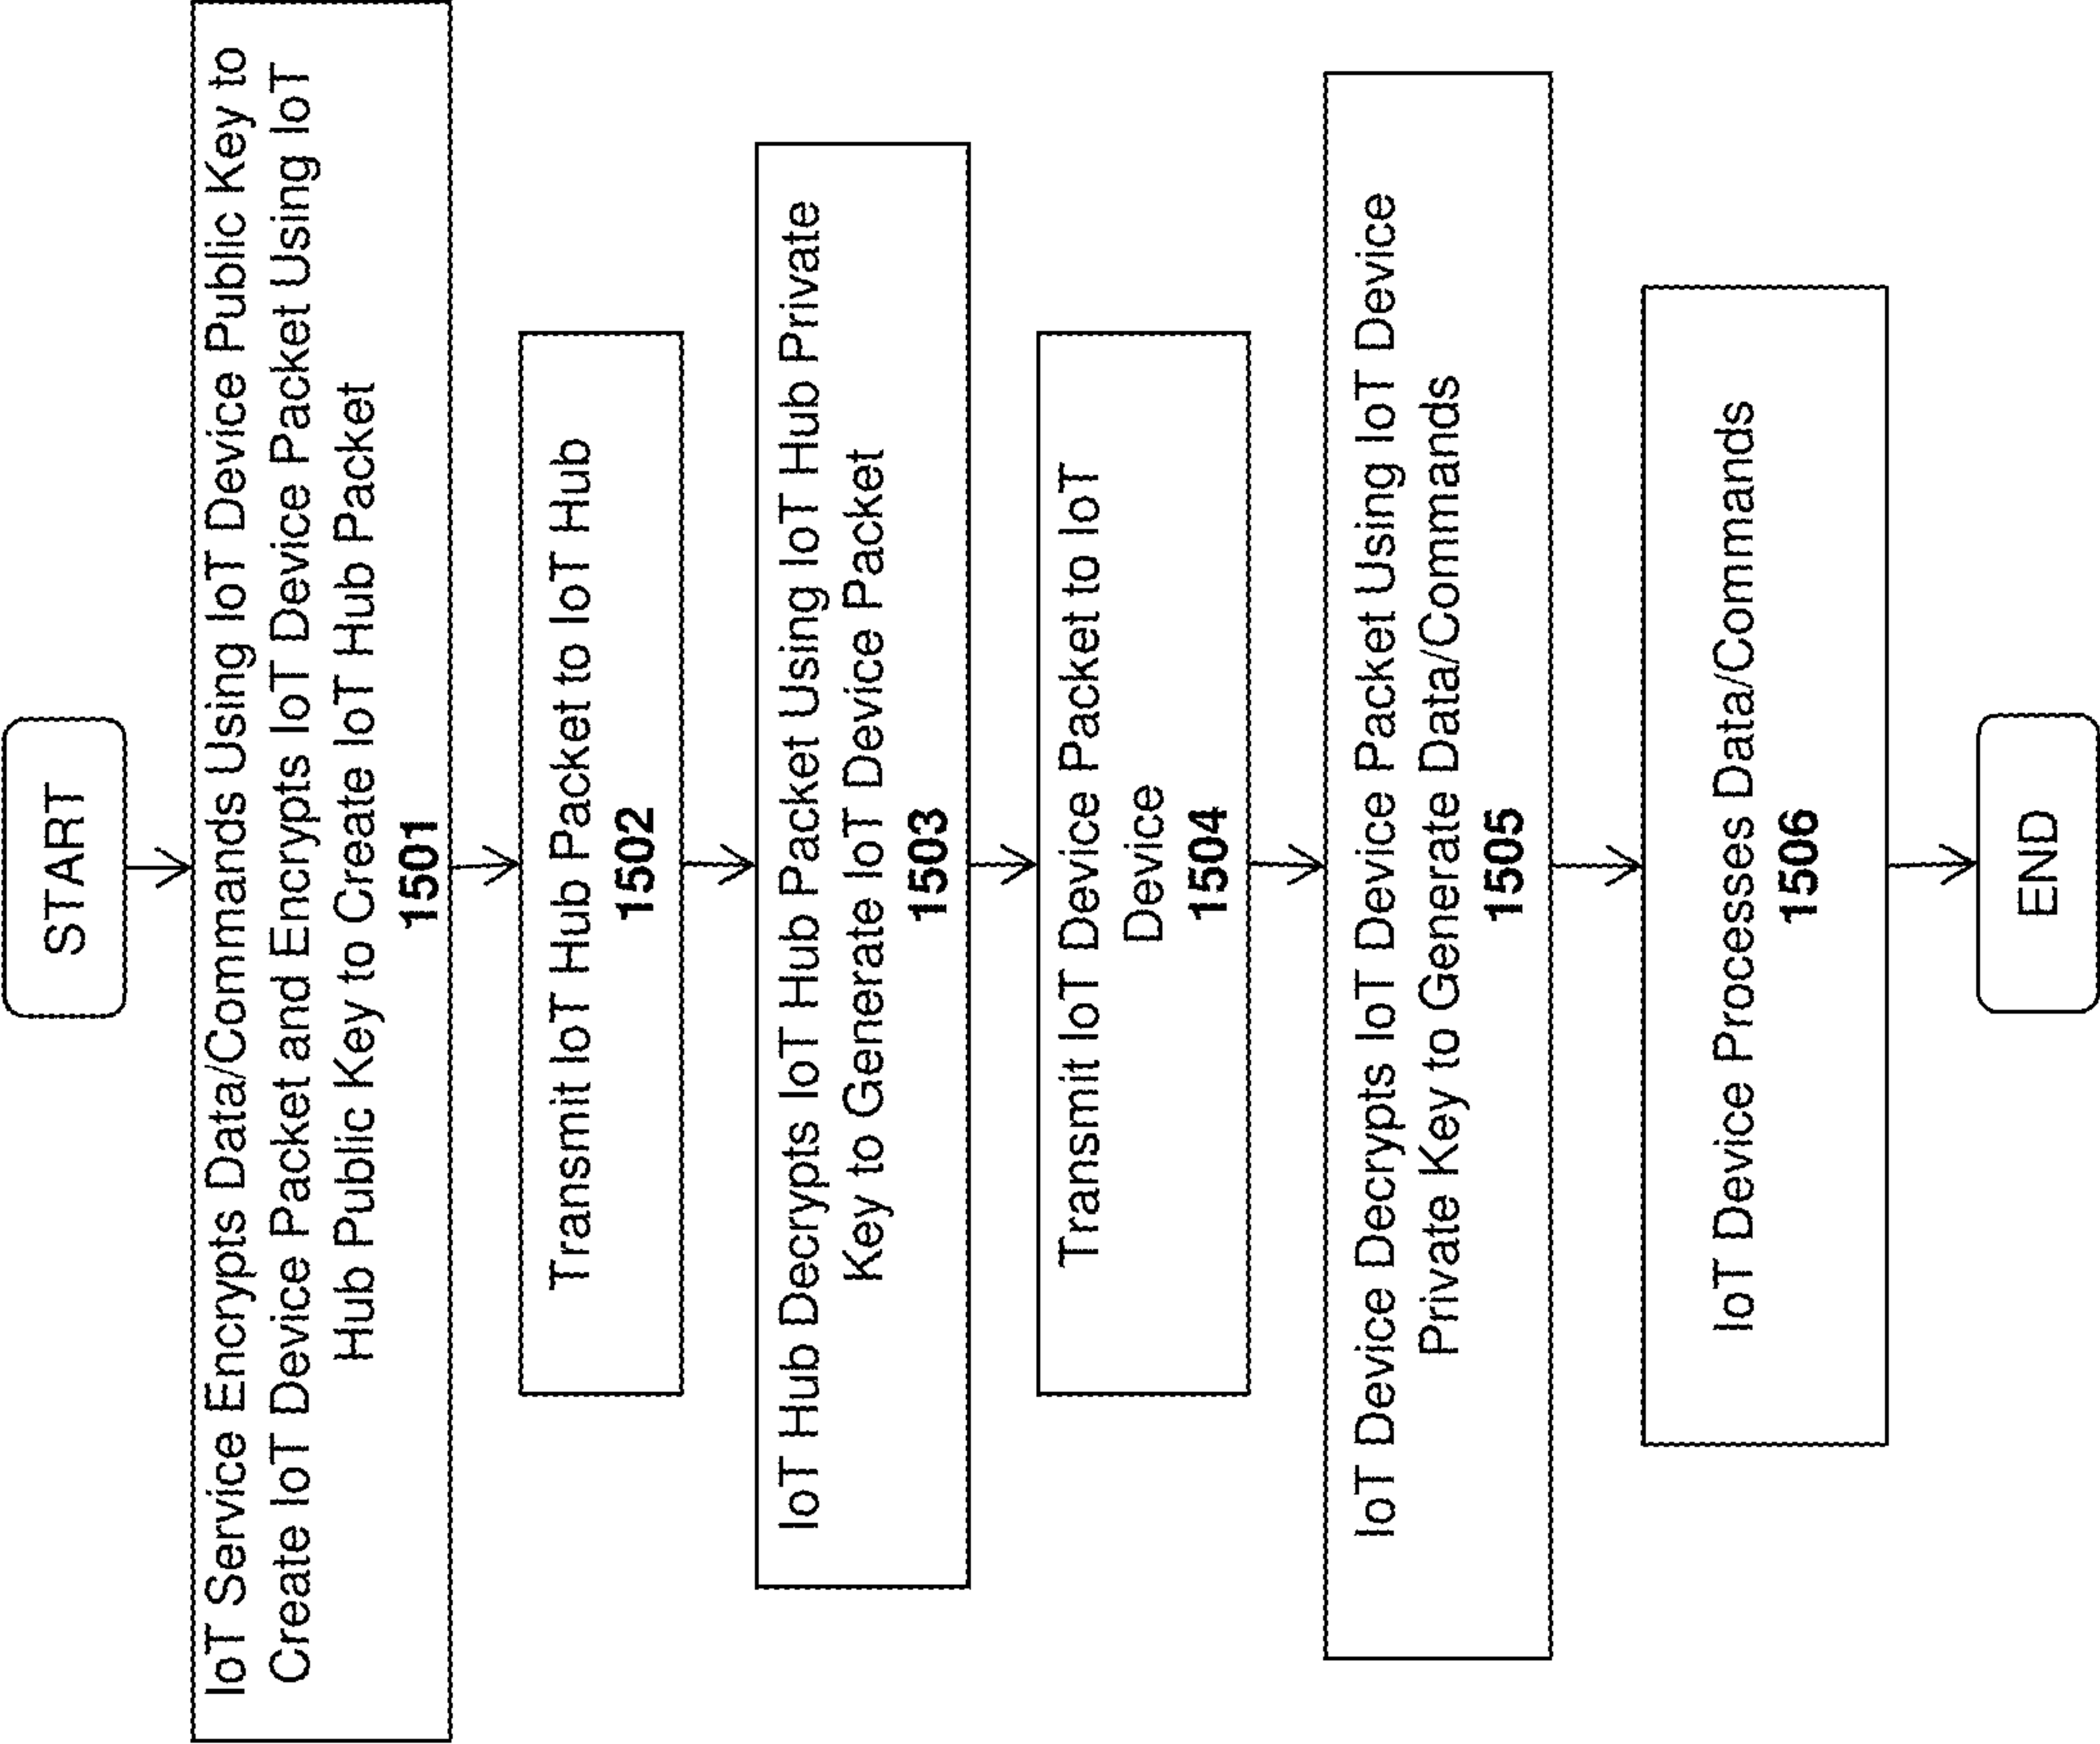 START
IoT Service Encrypts Data/Commands Using IoT Device Public Key to
Create IoT Device Packet and Encrypts IoT Device Packet Using IoT
Hub Public Key to Create IoT Hub Packet
1501
Transmit IoT Hub Packet to IoT Hub
1502
IoT Hub Decrypts IoT Hub Packet Using IoT Hub Private
Key to Generate IoT Device Packet
1503
Transmit IoT Device Packet to IoT
Device
1504
IoT Device Decrypts IoT Device Packet Using IoT Device
Private Key to Generate Data/Commands
1505
IoT Device Processes Data/Commands
1506
END